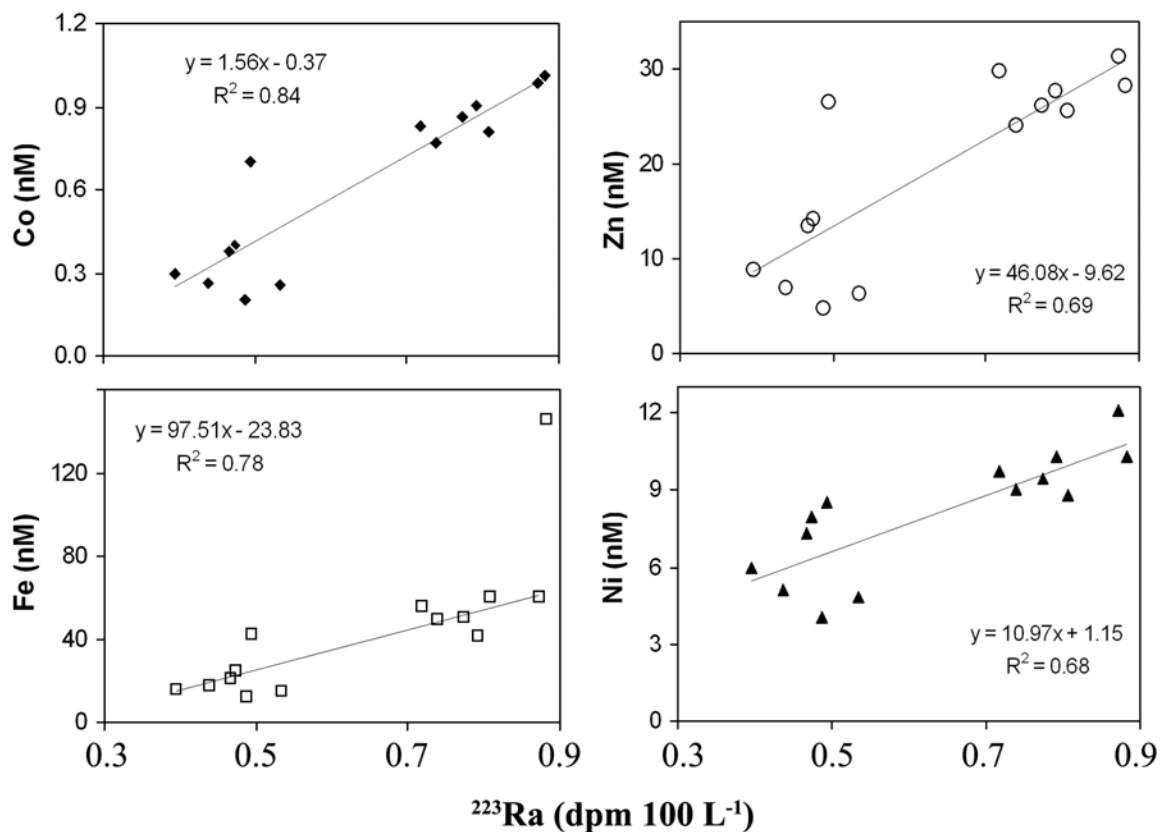 Co (nM)
1.2
0.9
0.6
0.3
0.0
y = 1.56x - 0.37
R² = 0.84
Zn (nM)
30
20
10
0
y = 46.08x - 9.62
R² = 0.69
Fe (nM)
120
80
40
0
y = 97.51x - 23.83
R² = 0.78
0.3 0.5 0.7 0.9
Ni (nM)
12
9
6
3
0
y = 10.97x + 1.15
R² = 0.68
0.3 0.5 0.7 0.9
²²³Ra (dpm 100 L⁻¹)